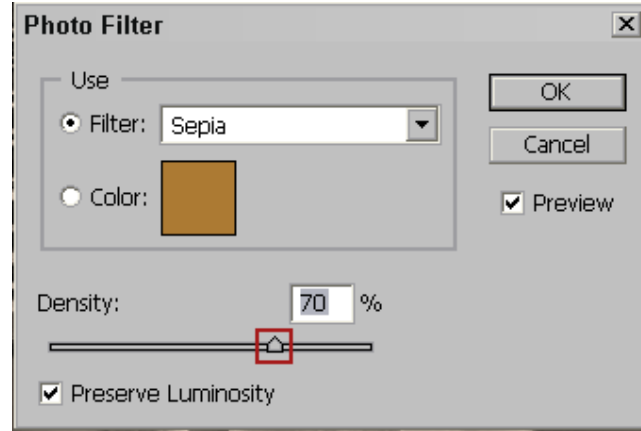 Photo Filter
Use
Filter: Sepia
OK
Cancel
Color:
Preview
Density: 70 %
Preserve Luminosity